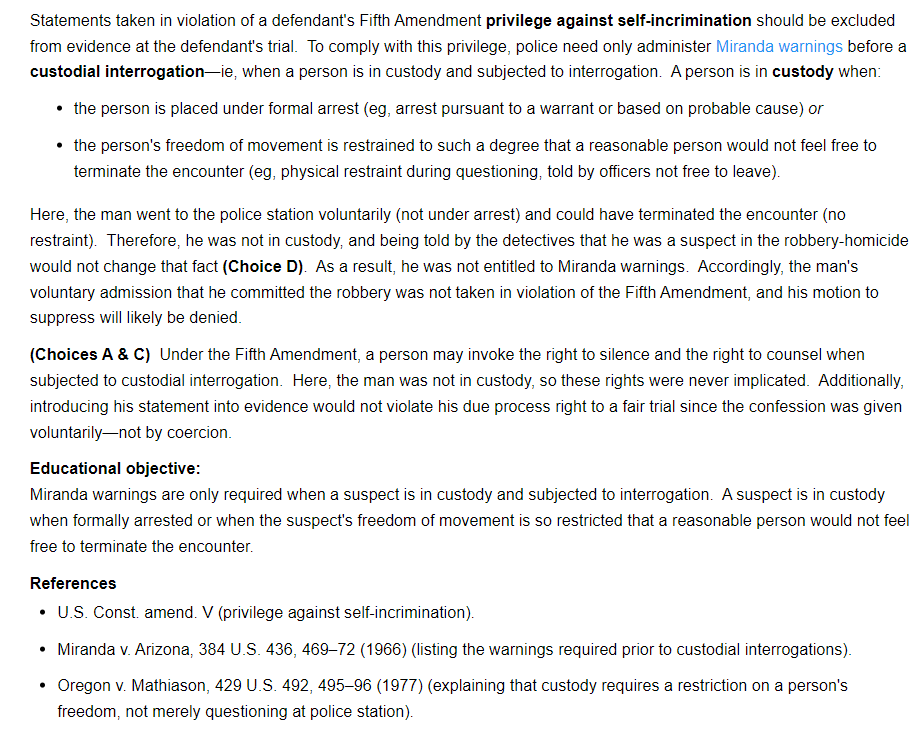 Statements taken in violation of a defendant's Fifth Amendment privilege against self-incrimination should be excluded
from evidence at the defendant's trial.  To comply with this privilege, police need only administer Miranda warnings before a
custodial interrogation—ie, when a person is in custody and subjected to interrogation.  A person is in custody when:
• the person is placed under formal arrest (eg, arrest pursuant to a warrant or based on probable cause) or
• the person's freedom of movement is restrained to such a degree that a reasonable person would not feel free to
terminate the encounter (eg, physical restraint during questioning, told by officers not free to leave).
Here, the man went to the police station voluntarily (not under arrest) and could have terminated the encounter (no
restraint).  Therefore, he was not in custody, and being told by the detectives that he was a suspect in the robbery-homicide
would not change that fact (Choice D).  As a result, he was not entitled to Miranda warnings.  Accordingly, the man's
voluntary admission that he committed the robbery was not taken in violation of the Fifth Amendment, and his motion to
suppress will likely be denied.
(Choices A & C)  Under the Fifth Amendment, a person may invoke the right to silence and the right to counsel when
subjected to custodial interrogation.  Here, the man was not in custody, so these rights were never implicated.  Additionally,
introducing his statement into evidence would not violate his due process right to a fair trial since the confession was given
voluntarily—not by coercion.
Educational objective:
Miranda warnings are only required when a suspect is in custody and subjected to interrogation.  A suspect is in custody
when formally arrested or when the suspect's freedom of movement is so restricted that a reasonable person would not feel
free to terminate the encounter.
References
• U.S. Const. amend. V (privilege against self-incrimination).
• Miranda v. Arizona, 384 U.S. 436, 469–72 (1966) (listing the warnings required prior to custodial interrogations).
• Oregon v. Mathiason, 429 U.S. 492, 495–96 (1977) (explaining that custody requires a restriction on a person's
freedom, not merely questioning at police station).